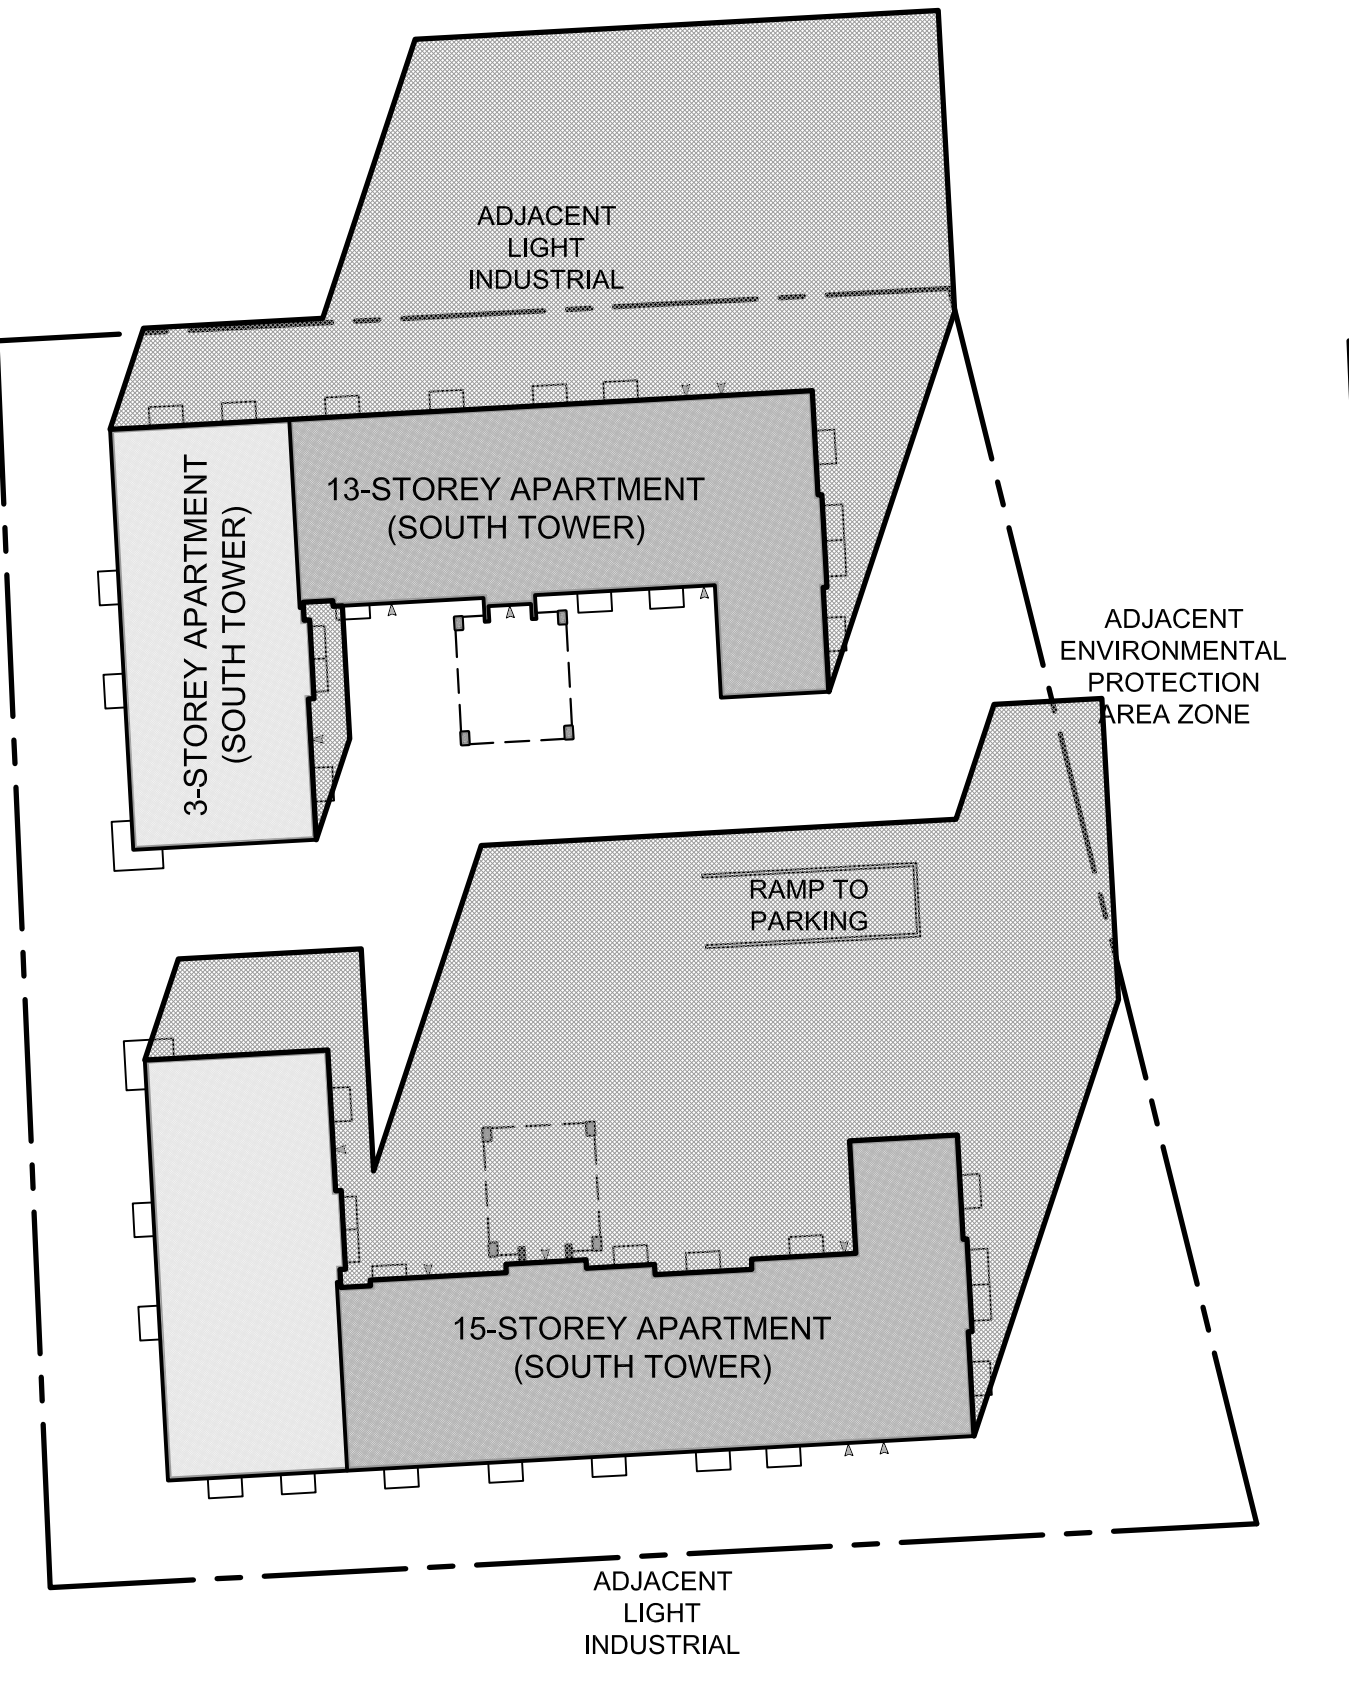 ADJACENT
LIGHT
INDUSTRIAL
13-STOREY APARTMENT
(SOUTH TOWER)
3-STOREY APARTMENT
(SOUTH TOWER)
ADJACENT
ENVIRONMENTAL
PROTECTION
AREA ZONE
RAMP TO
PARKING
15-STOREY APARTMENT
(SOUTH TOWER)
ADJACENT
LIGHT
INDUSTRIAL